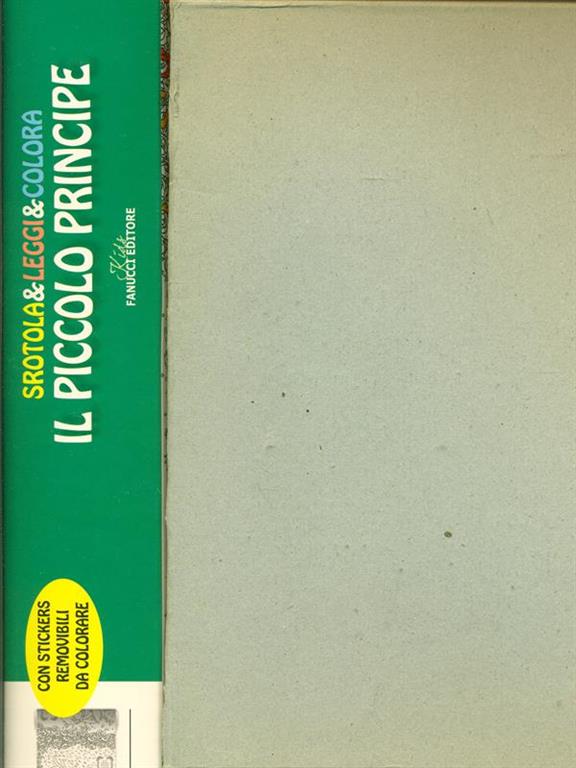 SROTOLA&LEGGI&COLORA
IL PICCOLO PRINCIPE
Kids
FANUCCI EDITORE
CON STICKERS
REMOVIBILI
DA COLORARE